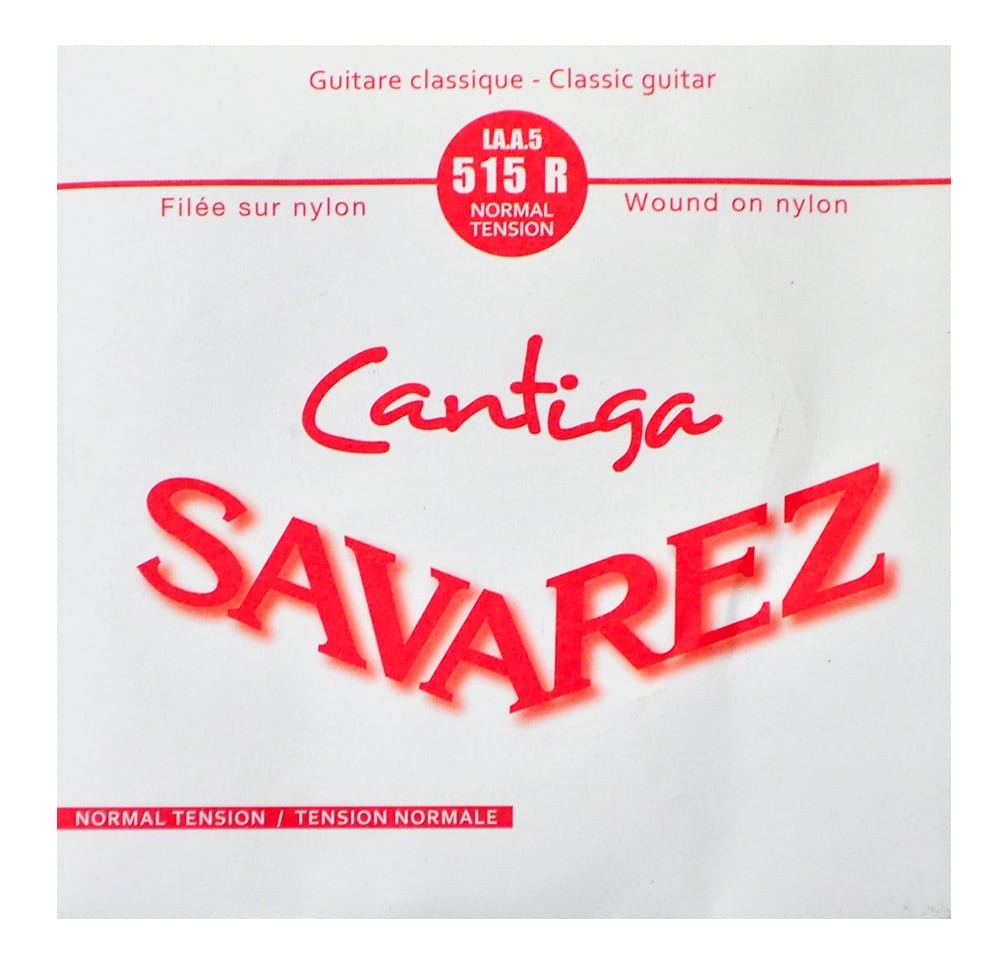 Guitare classique - Classic guitar
LA.A.5
515 R
NORMAL
TENSION
Filée sur nylon
Wound on nylon
Cantiga
SAVAREZ
NORMAL TENSION / TENSION NORMALE